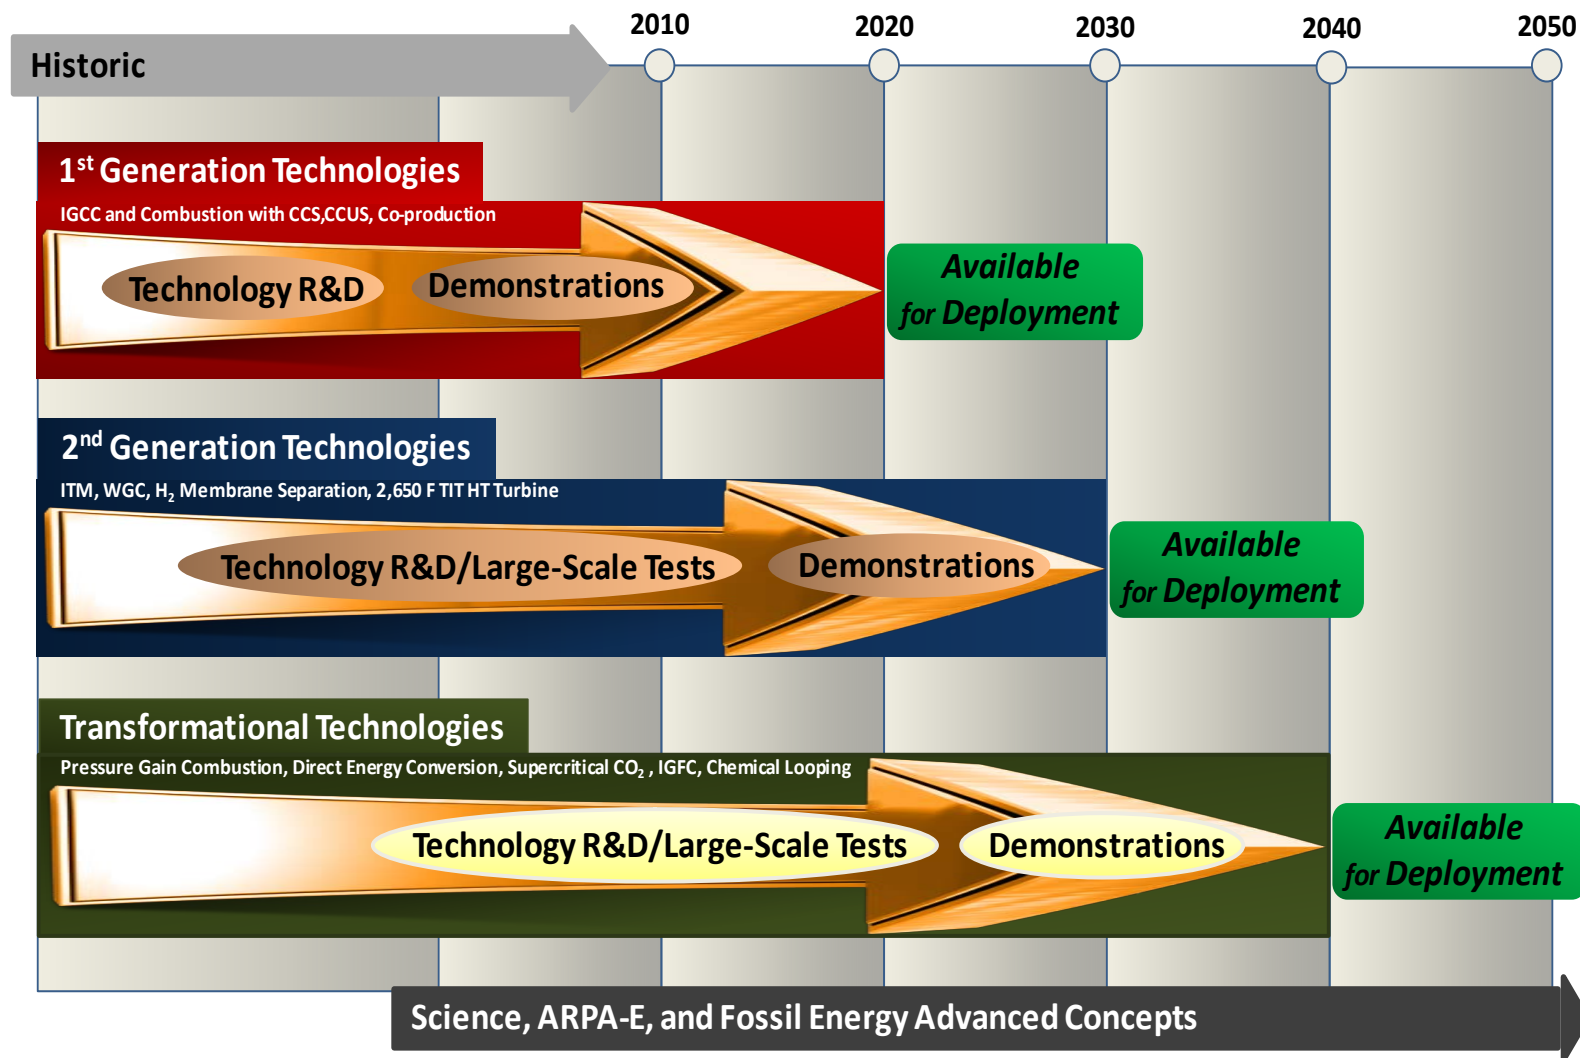 2010 2020 2030 2040 2050
Historic
1st Generation Technologies
IGCC and Combustion with CCS,CCUS, Co-production
Technology R&D
Demonstrations
Available
for Deployment
2nd Generation Technologies
ITM, WGC, H2 Membrane Separation, 2,650 F TIT HT Turbine
Technology R&D/Large-Scale Tests
Demonstrations
Available
for Deployment
Transformational Technologies
Pressure Gain Combustion, Direct Energy Conversion, Supercritical CO2 , IGFC, Chemical Looping
Technology R&D/Large-Scale Tests
Demonstrations
Available
for Deployment
Science, ARPA-E, and Fossil Energy Advanced Concepts